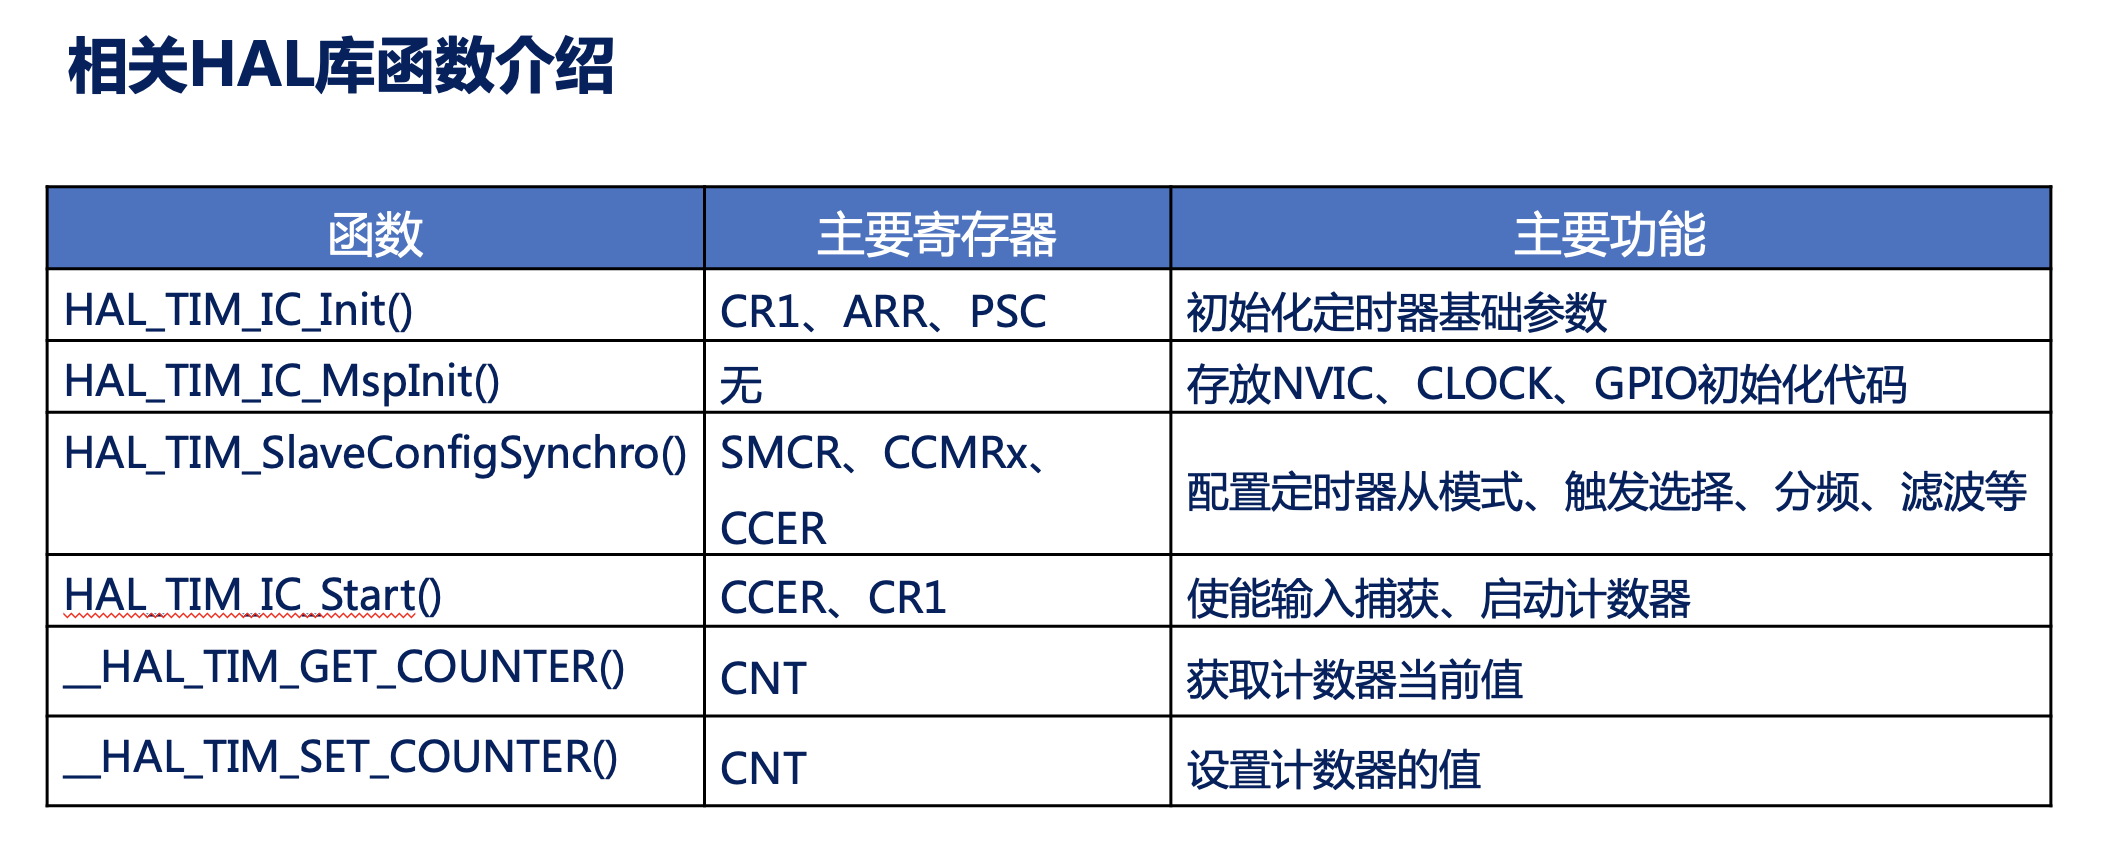 相关HAL库函数介绍
函数 主要寄存器 主要功能
HAL_TIM_IC_Init() CR1、ARR、PSC 初始化定时器基础参数
HAL_TIM_IC_MspInit() 无 存放NVIC、CLOCK、GPIO初始化代码
HAL_TIM_SlaveConfigSynchro() SMCR、CCMRx、
CCER 配置定时器从模式、触发选择、分频、滤波等
HAL_TIM_IC_Start() CCER、CR1 使能输入捕获、启动计数器
__HAL_TIM_GET_COUNTER() CNT 获取计数器当前值
__HAL_TIM_SET_COUNTER() CNT 设置计数器的值